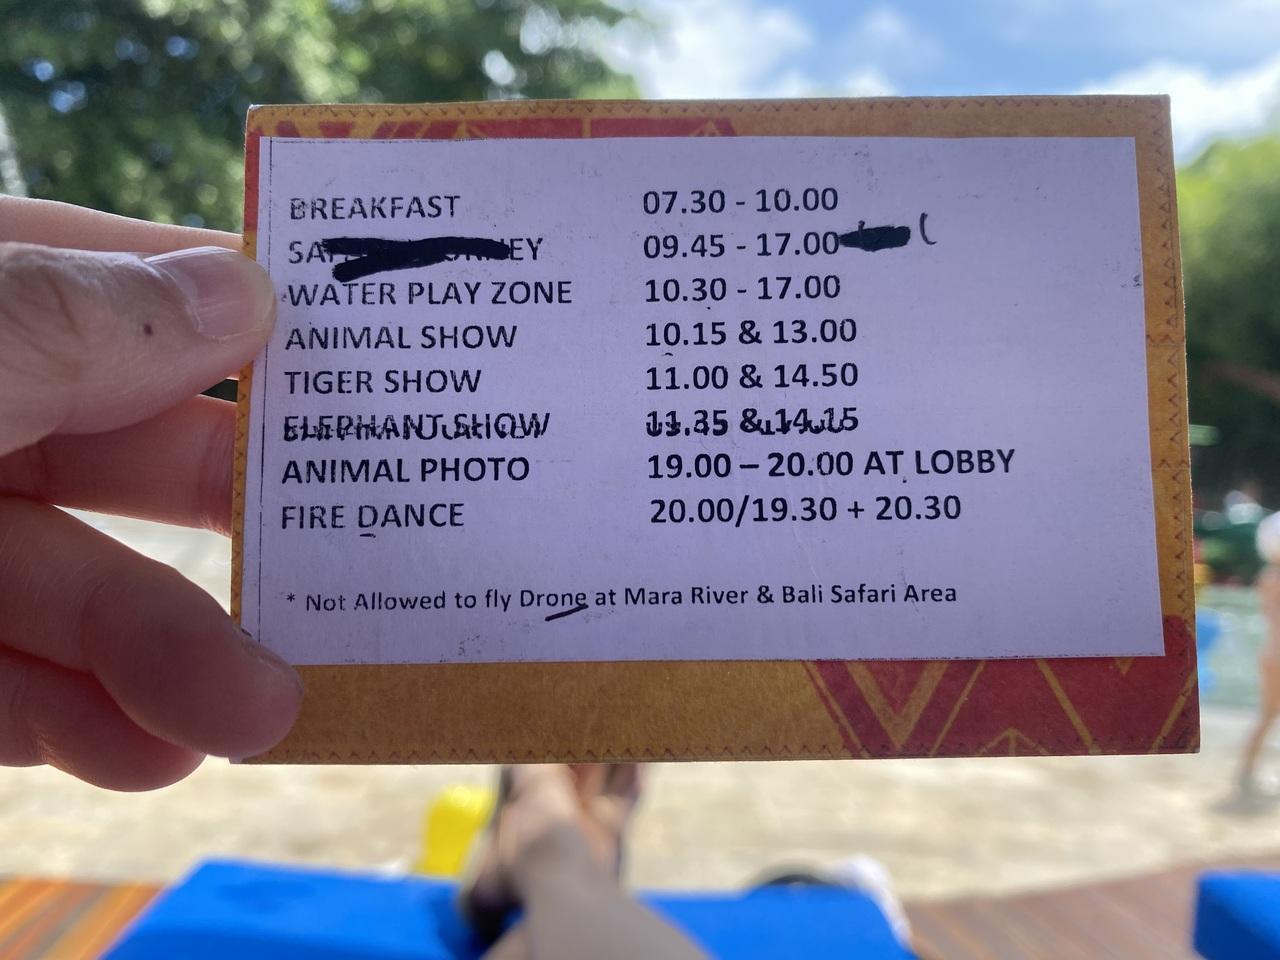 BREAKFAST 07.30 - 10.00
09.45 - 17.00
WATER PLAY ZONE 10.30 - 17.00
ANIMAL SHOW 10.15 & 13.00
TIGER SHOW 11.00 & 14.50
ELEPHANT SHOW 11.35 & 14.15
ANIMAL PHOTO 19.00 – 20.00 AT LOBBY
FIRE DANCE 20.00/19.30 + 20.30
* Not Allowed to fly Drone at Mara River & Bali Safari Area